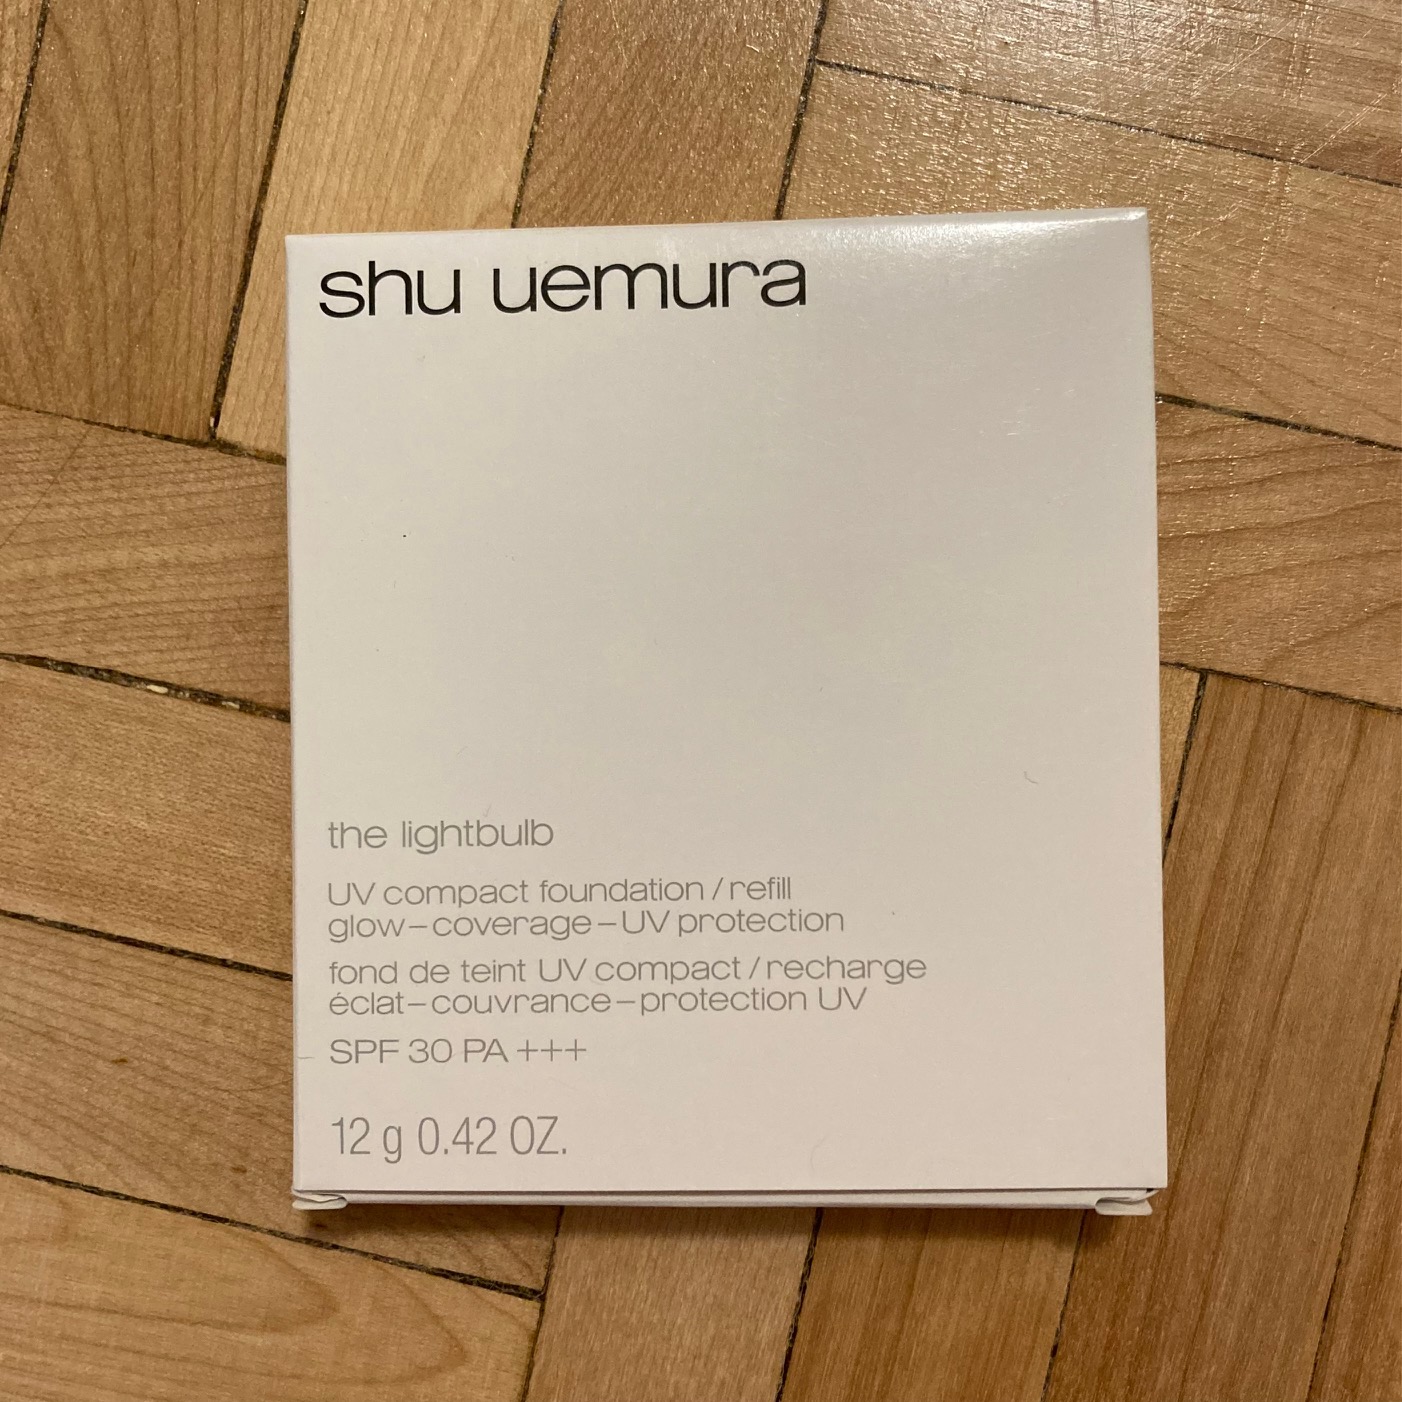 shu uemura
the lightbulb
UV compact foundation / refill
glow–coverage–UV protection
fond de teint UV compact / recharge
éclat–couvrance–protection UV
SPF 30 PA +++
12 g 0.42 OZ.